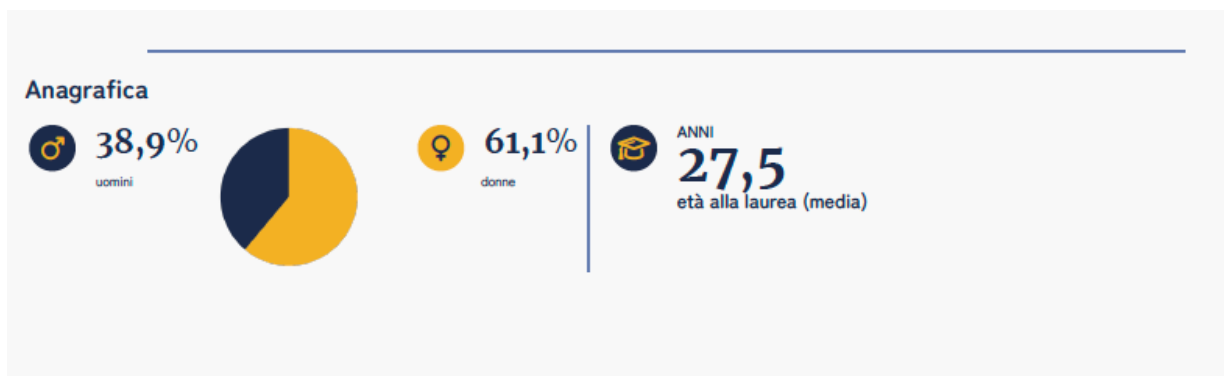 Anagrafica
38,9%
uomini
61,1%
donne
ANNI
27,5
età alla laurea (media)